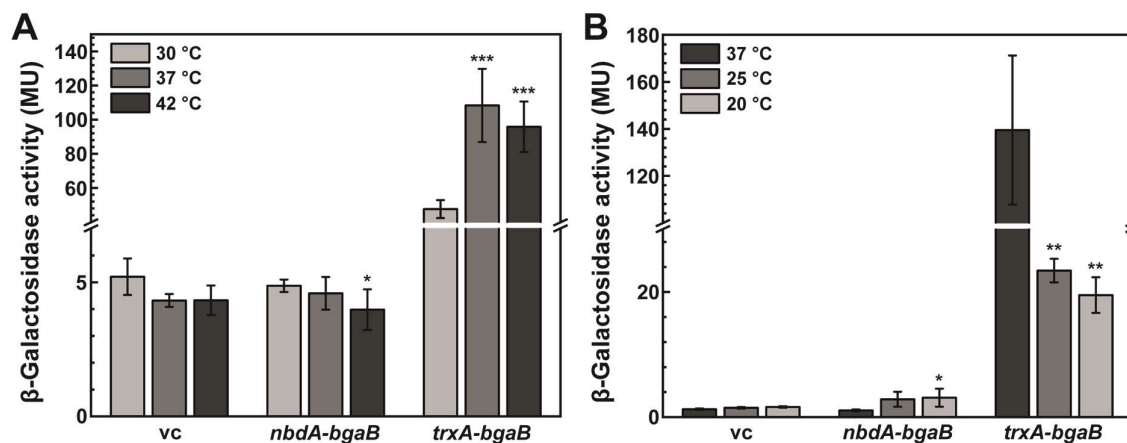 A
β-Galactosidase activity (MU)
140
120
100
80
60
5
0
30 °C
37 °C
42 °C
***
***
*
vc
nbdA-bgaB
trxA-bgaB
B
β-Galactosidase activity (MU)
180
160
140
120
20
0
37 °C
25 °C
20 °C
**
**
*
vc
nbdA-bgaB
trxA-bgaB